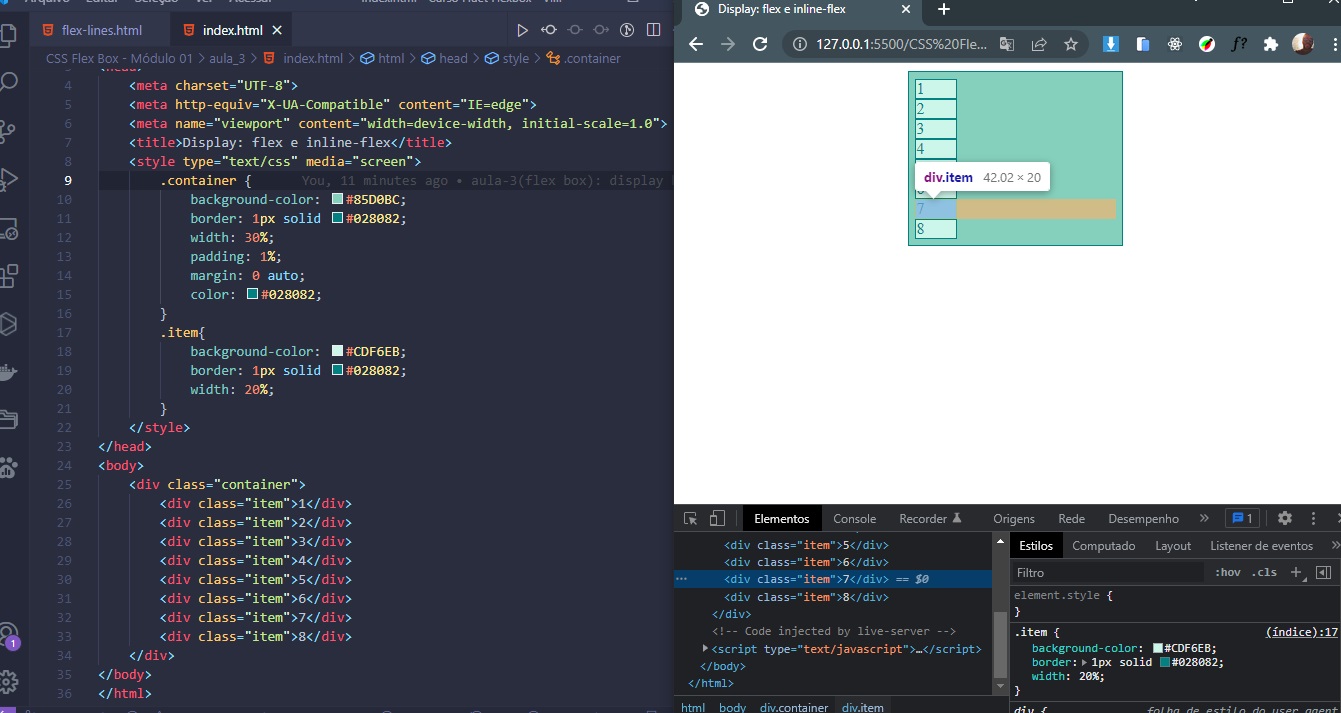 flex-lines.html
index.html
CSS Flex Box - Módulo 01 > aula_3 > index.html > html > head > style > .container
4 <meta charset="UTF-8">
5 <meta http-equiv="X-UA-Compatible" content="IE=edge">
6 <meta name="viewport" content="width=device-width, initial-scale=1.0">
7 <title>Display: flex e inline-flex</title>
8 <style type="text/css" media="screen">
9 .container { You, 11 minutes ago • aula-3(flex box): display
10 background-color: #85D0BC;
11 border: 1px solid #028082;
12 width: 30%;
13 padding: 1%;
14 margin: 0 auto;
15 color: #028082;
16 }
17 .item{
18 background-color: #CDF6EB;
19 border: 1px solid #028082;
20 width: 20%;
21 }
22 </style>
23 </head>
24 <body>
25 <div class="container">
26 <div class="item">1</div>
27 <div class="item">2</div>
28 <div class="item">3</div>
29 <div class="item">4</div>
30 <div class="item">5</div>
31 <div class="item">6</div>
32 <div class="item">7</div>
33 <div class="item">8</div>
34 </div>
35 </body>
36 </html>
1
Display: flex e inline-flex
127.0.0.1:5500/CSS%20Fle...
f?
1
2
3
4
div.item 42.02 × 20
7
8
Elementos Console Recorder Origens Rede Desempenho » 1
<div class="item">5</div>
<div class="item">6</div>
<div class="item">7</div> == $0
<div class="item">8</div>
</div>
<!-- Code injected by live-server -->
<script type="text/javascript">…</script>
</body>
</html>
html body div.container div.item
Estilos Computado Layout Listener de eventos »
Filtro :hov .cls +
element.style {
}
.item { (índice):17
background-color: #CDF6EB;
border: 1px solid #028082;
width: 20%;
}
div { folha de estilo do user agent